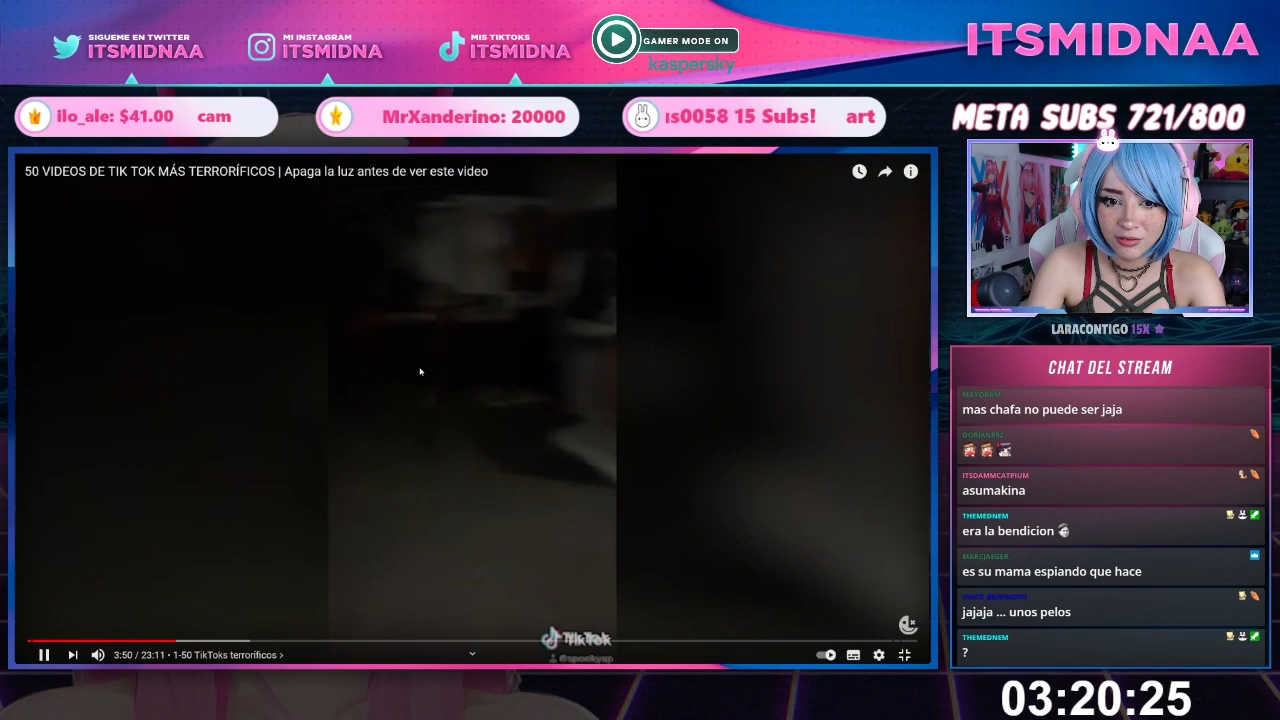 SIGUEME EN TWITTER
ITSMIDNAA
MI INSTAGRAM
ITSMIDNA
MIS TIKTOKS
ITSMIDNA
GAMER MODE ON
kaspersky
ITSMIDNAA
ilo_ale: $41.00 cam
MrXanderino: 20000
is0058 15 Subs! art
META SUBS 721/800
50 VIDEOS DE TIK TOK MÁS TERRORÍFICOS | Apaga la luz antes de ver este video
LARACONTIGO 15X
CHAT DEL STREAM
MAYOKAM
mas chafa no puede ser jaja
ITSDAMMCATPIUM
asumakina
THEMEDNEM
era la bendicion
MARCJAEGER_
es su mama espiando que hace
jajaja ... unos pelos
THEMEDNEM
?
TikTok
3:50 / 23:11 • 1-50 TikToks terroríficos ›
03:20:25